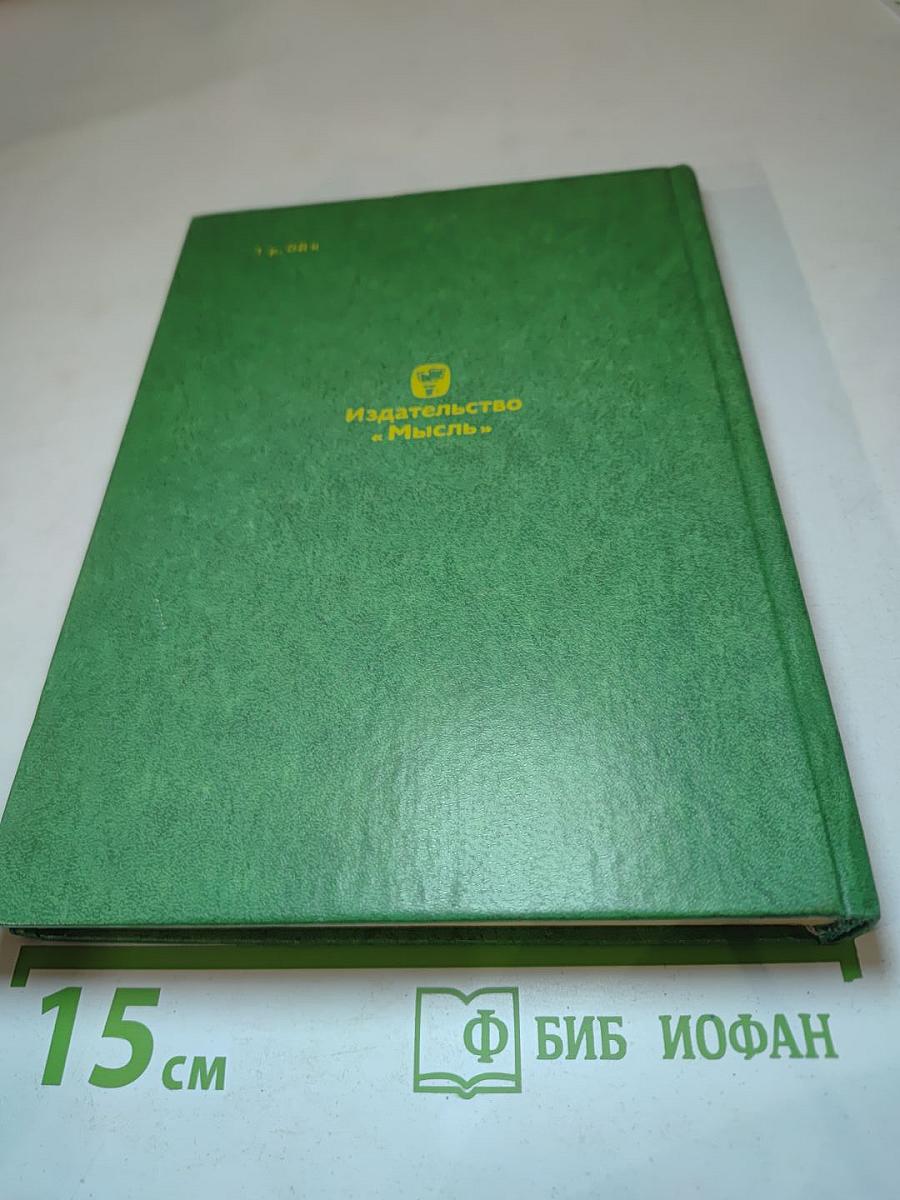 Издательство
«Мысль»
15 см
Ф БИБ ИОФАН